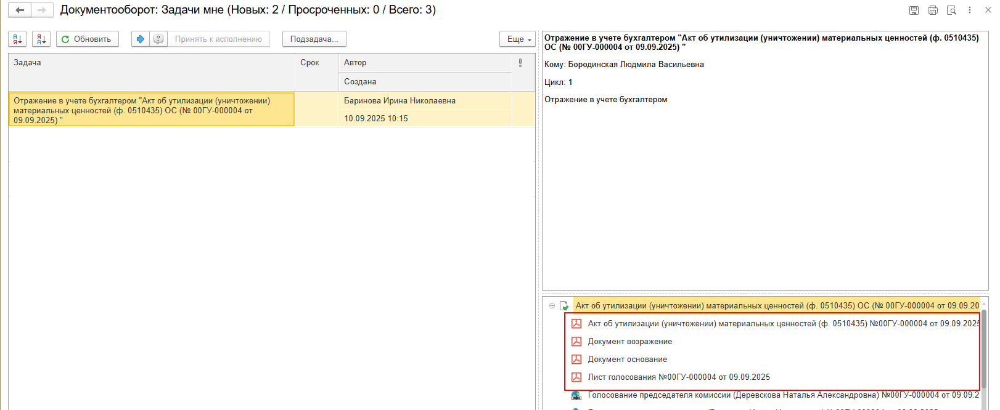 Документооборот: Задачи мне (Новых: 2 / Просроченных: 0 / Всего: 3)
Обновить
Принять к исполнению
Подзадача...
Еще
Задача
Срок
Автор
Создана
Отражение в учете бухгалтером "Акт об утилизации (уничтожении)
материальных ценностей (ф. 0510435) ОС (№ 00ГУ-000004 от
09.09.2025) "
Баринова Ирина Николаевна
10.09.2025 10:15
Отражение в учете бухгалтером "Акт об утилизации (уничтожении) материальных ценностей (ф. 0510435)
ОС (№ 00ГУ-000004 от 09.09.2025) "
Кому: Бородинская Людмила Васильевна
Цикл: 1
Отражение в учете бухгалтером
Акт об утилизации (уничтожении) материальных ценностей (ф. 0510435) ОС (№ 00ГУ-000004 от 09.09.20
Акт об утилизации (уничтожении) материальных ценностей (ф. 0510435) №00ГУ-000004 от 09.09.2025
Документ возражение
Документ основание
Лист голосования №00ГУ-000004 от 09.09.2025
Голосование председателя комиссии (Деревскова Наталья Александровна) №00ГУ-000004 от 09.09.2